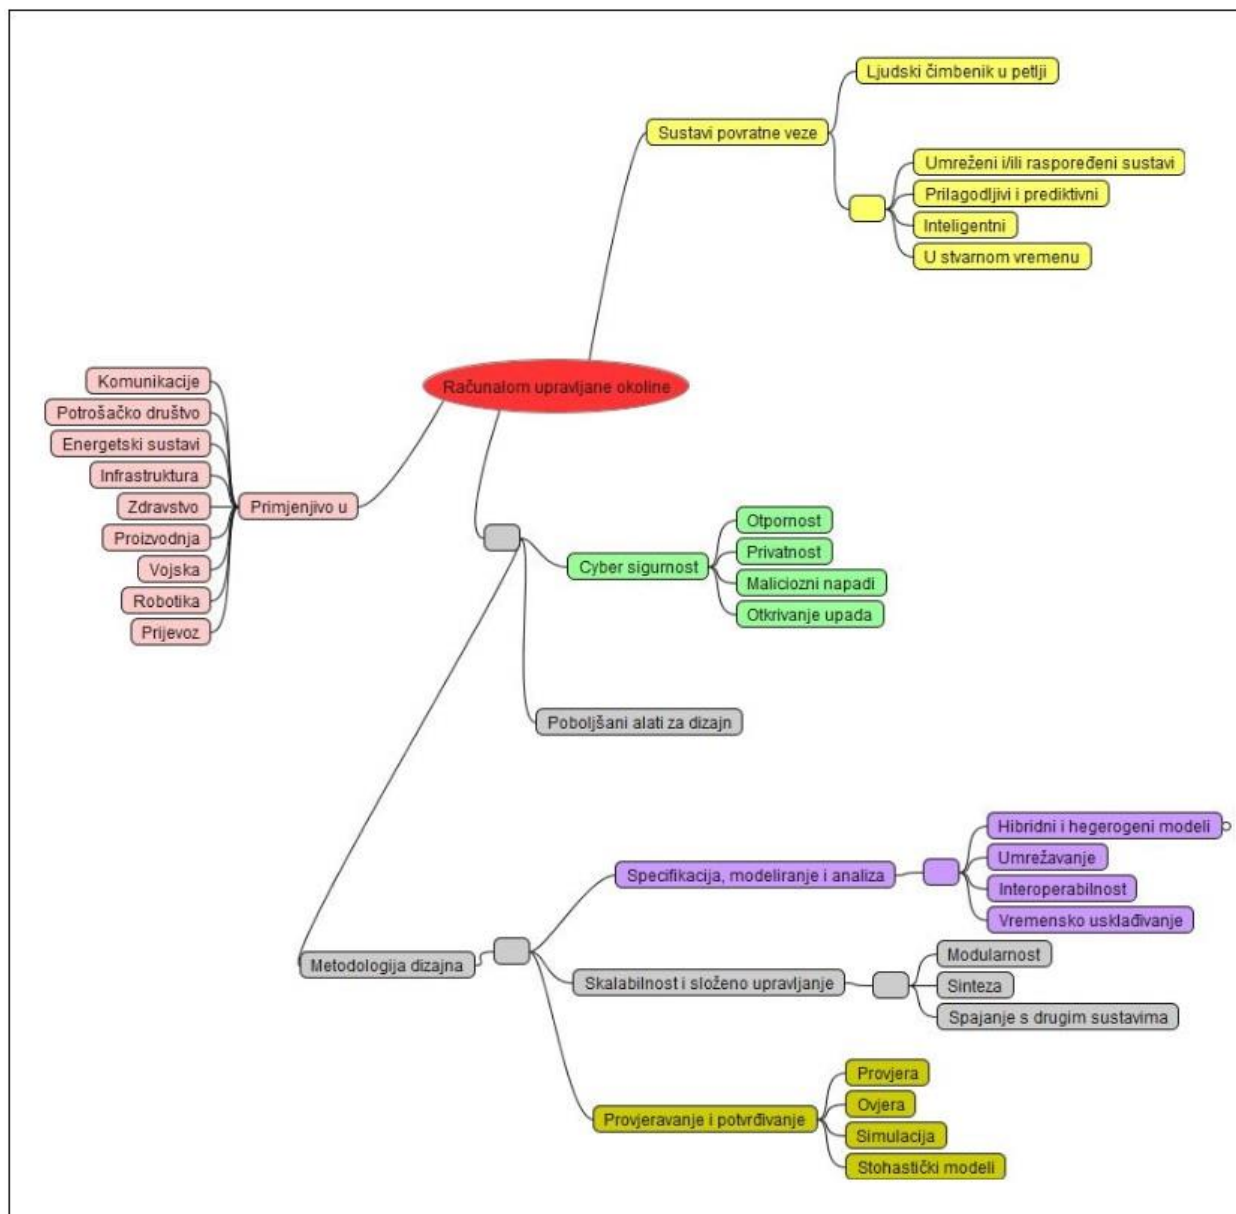 Ljudski čimbenik u petlji
Sustavi povratne veze
Umreženi i/ili raspoređeni sustavi
Prilagodljivi i prediktivni
Inteligentni
U stvarnom vremenu
Računalom upravljane okoline
Komunikacije
Potrošačko društvo
Energetski sustavi
Infrastruktura
Zdravstvo
Proizvodnja
Vojska
Robotika
Prijevoz
Primjenjivo u
Cyber sigurnost
Otpornost
Privatnost
Maliciozni napadi
Otkrivanje upada
Poboljšani alati za dizajn
Metodologija dizajna
Specifikacija, modeliranje i analiza
Hibridni i hegerogeni modeli
Umrežavanje
Interoperabilnost
Vremensko usklađivanje
Skalabilnost i složeno upravljanje
Modularnost
Sinteza
Spajanje s drugim sustavima
Provjeravanje i potvrđivanje
Provjera
Ovjera
Simulacija
Stohastički modeli